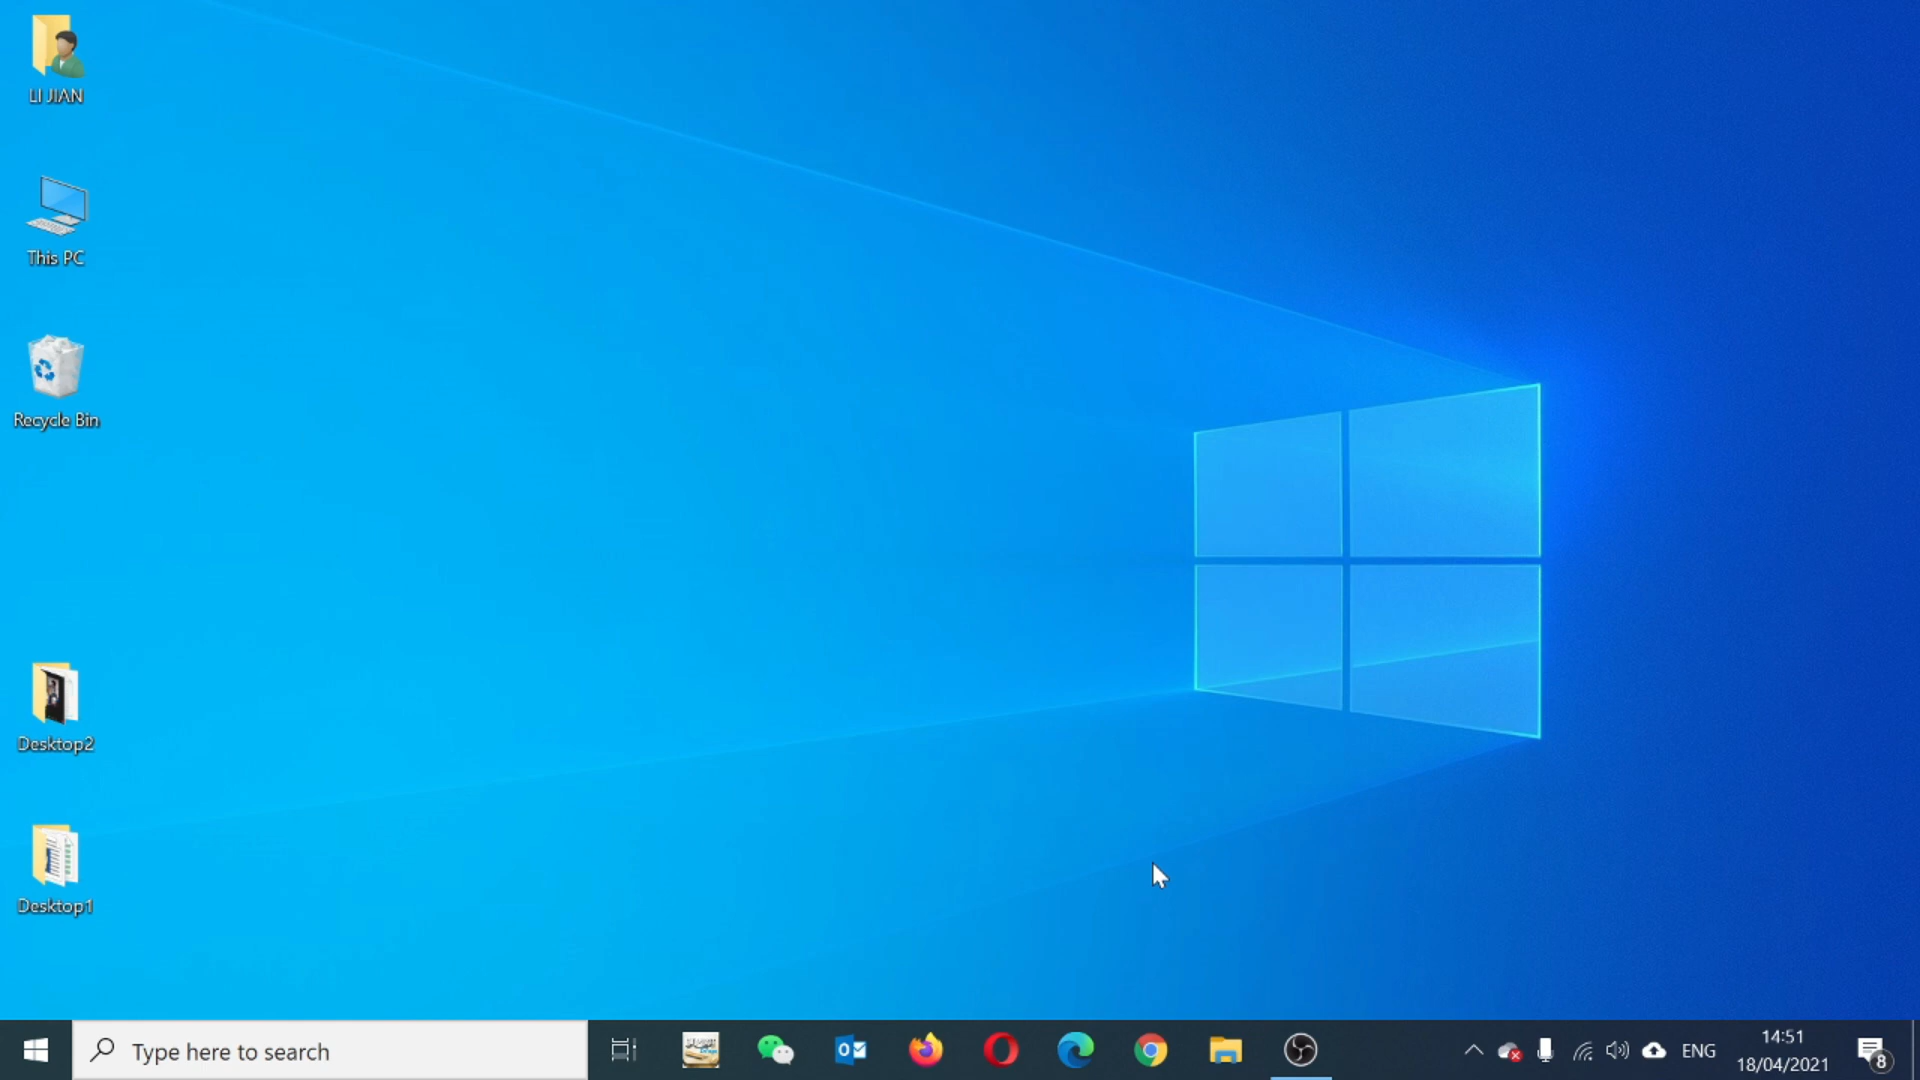 LI JIAN
This PC
Recycle Bin
Desktop2
Desktop1
Type here to search
ENG
14:51
18/04/2021
8